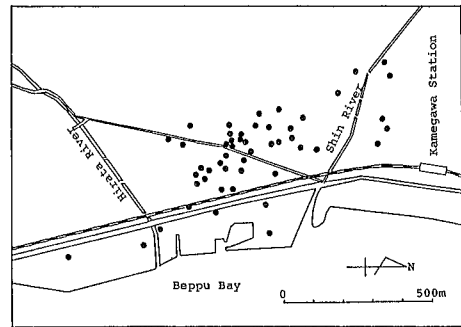 Kamegawa Station
Shin River
Hirata River
N
Beppu Bay
0 500m